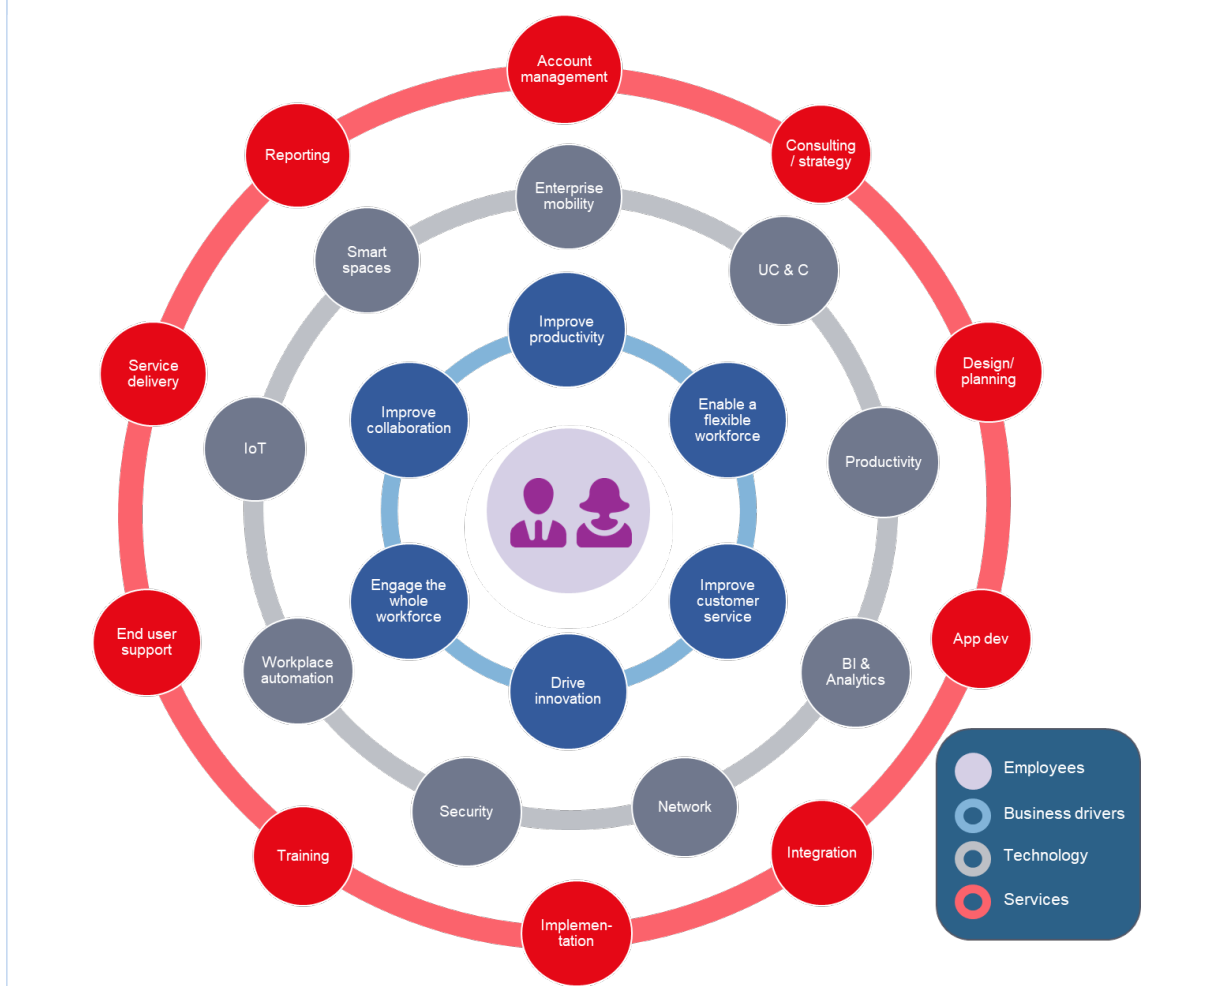 Account
management
Consulting
/ strategy
Design/
planning
App dev
Integration
Implemen-
tation
Training
End user
support
Service
delivery
Reporting
Enterprise
mobility
UC & C
Productivity
BI &
Analytics
Network
Security
Workplace
automation
IoT
Smart
spaces
Improve
productivity
Enable a
flexible
workforce
Improve
customer
service
Drive
innovation
Engage the
whole
workforce
Improve
collaboration
Employees
Business drivers
Technology
Services